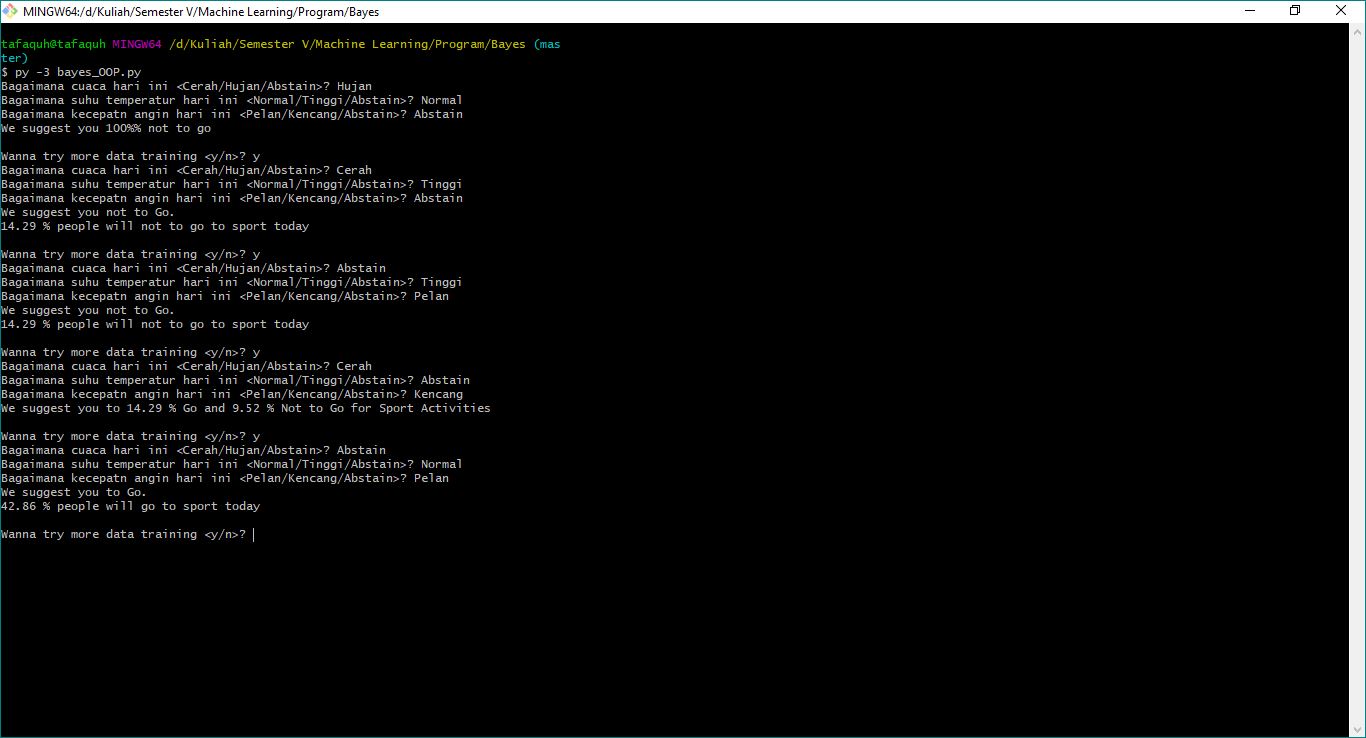 MINGW64:/d/Kuliah/Semester V/Machine Learning/Program/Bayes
tafaquh@tafaquh MINGW64 /d/Kuliah/Semester V/Machine Learning/Program/Bayes (mas
ter)
$ py -3 bayes_OOP.py
Bagaimana cuaca hari ini <Cerah/Hujan/Abstain>? Hujan
Bagaimana suhu temperatur hari ini <Normal/Tinggi/Abstain>? Normal
Bagaimana kecepatn angin hari ini <Pelan/Kencang/Abstain>? Abstain
We suggest you 100%% not to go
Wanna try more data training <y/n>? y
Bagaimana cuaca hari ini <Cerah/Hujan/Abstain>? Cerah
Bagaimana suhu temperatur hari ini <Normal/Tinggi/Abstain>? Tinggi
Bagaimana kecepatn angin hari ini <Pelan/Kencang/Abstain>? Abstain
We suggest you not to Go.
14.29 % people will not to go to sport today
Wanna try more data training <y/n>? y
Bagaimana cuaca hari ini <Cerah/Hujan/Abstain>? Abstain
Bagaimana suhu temperatur hari ini <Normal/Tinggi/Abstain>? Tinggi
Bagaimana kecepatn angin hari ini <Pelan/Kencang/Abstain>? Pelan
We suggest you not to Go.
14.29 % people will not to go to sport today
Wanna try more data training <y/n>? y
Bagaimana cuaca hari ini <Cerah/Hujan/Abstain>? Cerah
Bagaimana suhu temperatur hari ini <Normal/Tinggi/Abstain>? Abstain
Bagaimana kecepatn angin hari ini <Pelan/Kencang/Abstain>? Kencang
We suggest you to 14.29 % Go and 9.52 % Not to Go for Sport Activities
Wanna try more data training <y/n>? y
Bagaimana cuaca hari ini <Cerah/Hujan/Abstain>? Abstain
Bagaimana suhu temperatur hari ini <Normal/Tinggi/Abstain>? Normal
Bagaimana kecepatn angin hari ini <Pelan/Kencang/Abstain>? Pelan
We suggest you to Go.
42.86 % people will go to sport today
Wanna try more data training <y/n>?